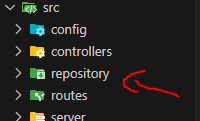 src
config
controllers
repository
routes
server